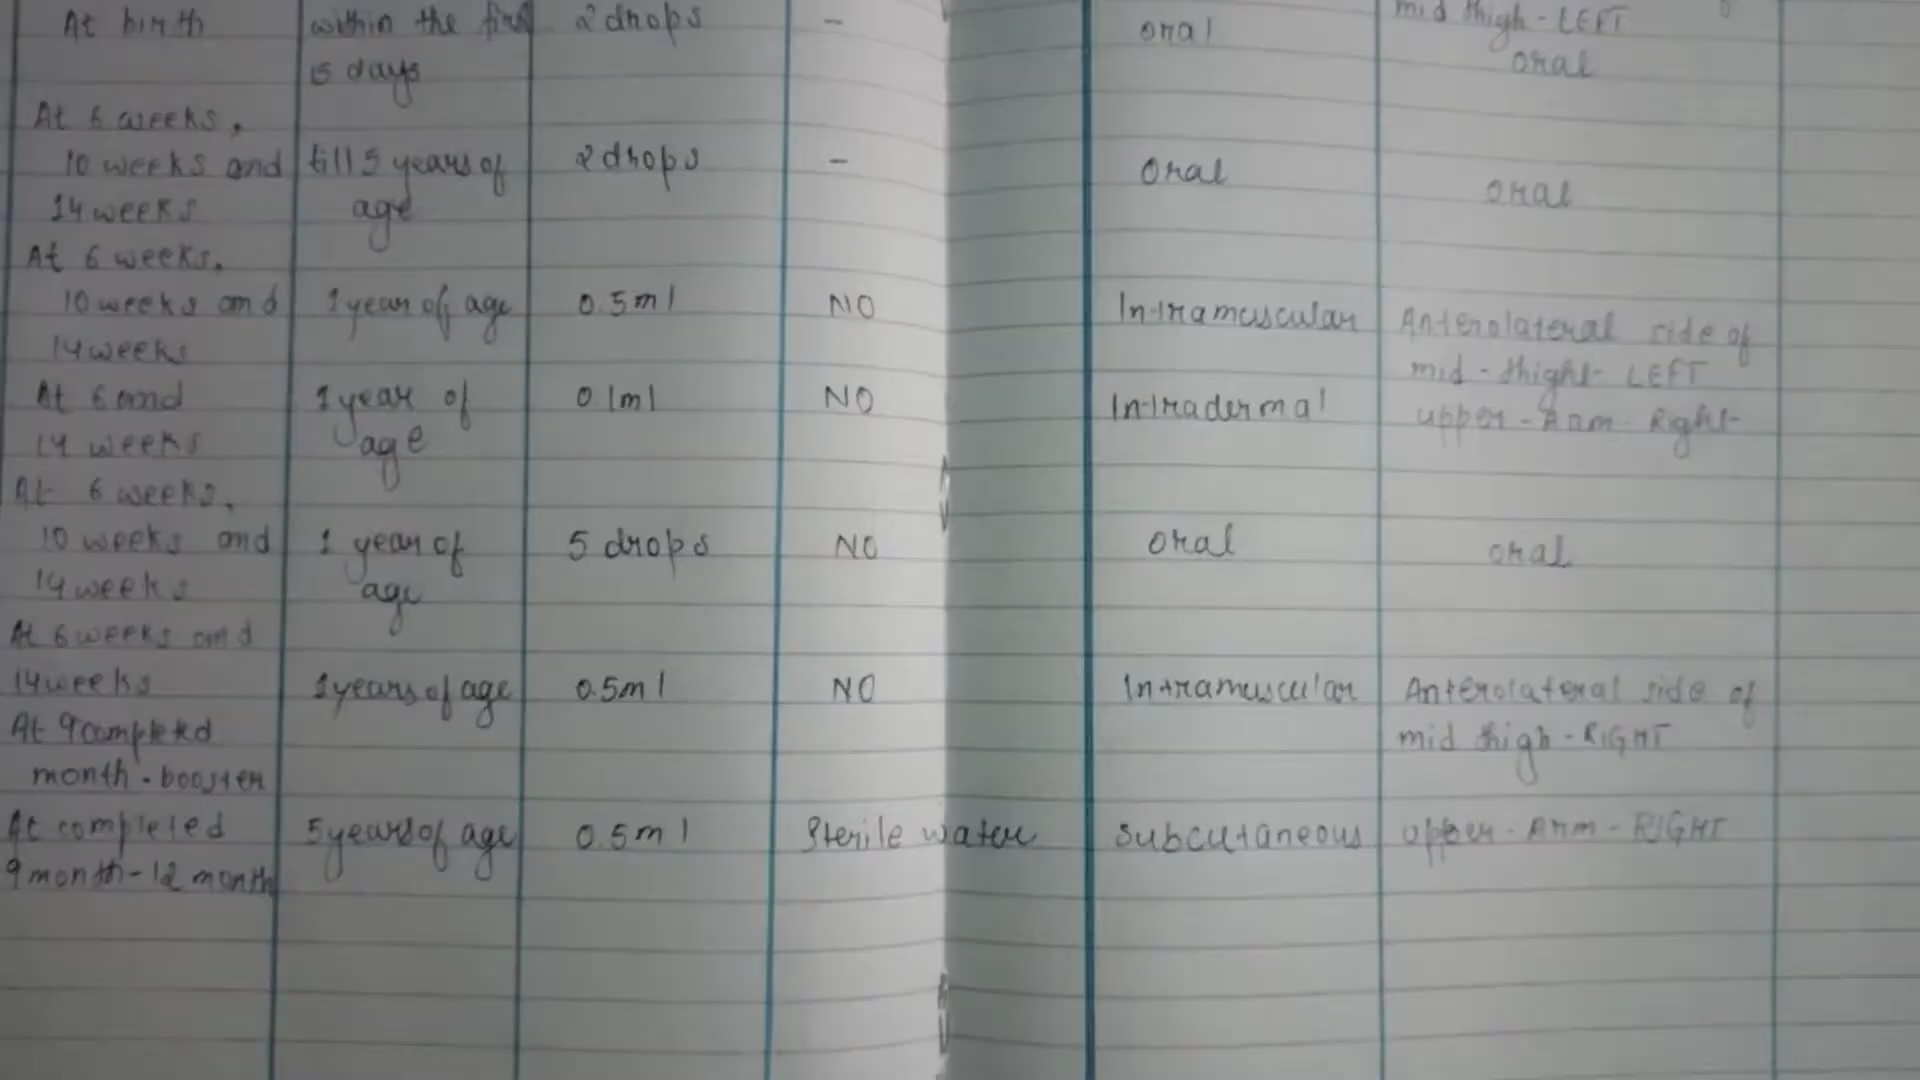 At birth within the first 2 drops - oral mid thigh - LEFT
15 days oral
At 6 weeks,
10 weeks and till 5 years of 2 drops - oral oral
14 weeks age
At 6 weeks,
10 weeks and 1 year of age 0.5ml NO Intramuscular Anterolateral side of
14 weeks mid - thigh - LEFT
At 6 and 1 year of 0.1ml NO Intradermal upper - Arm - Right
14 weeks age
At 6 weeks,
10 weeks and 1 year of 5 drops NO oral oral
14 weeks age
At 6 weeks and
14 weeks 1 years of age 0.5ml NO Intramuscular Anterolateral side of
At 9 completed mid thigh - RIGHT
month - booster
At completed 5 years of age 0.5ml Sterile water subcutaneous upper - Arm - RIGHT
9 month - 12 month